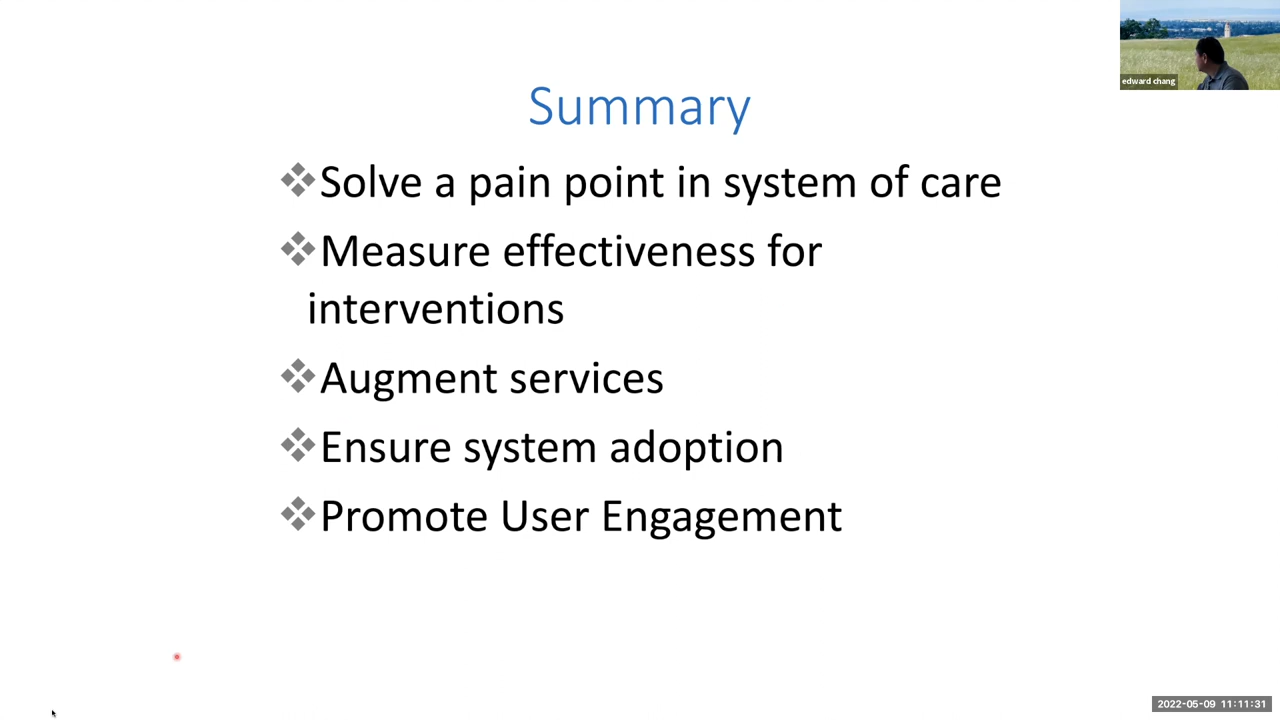 edward chang
Summary
❖Solve a pain point in system of care
❖Measure effectiveness for
interventions
❖Augment services
❖Ensure system adoption
❖Promote User Engagement
2022-05-09 11:11:31